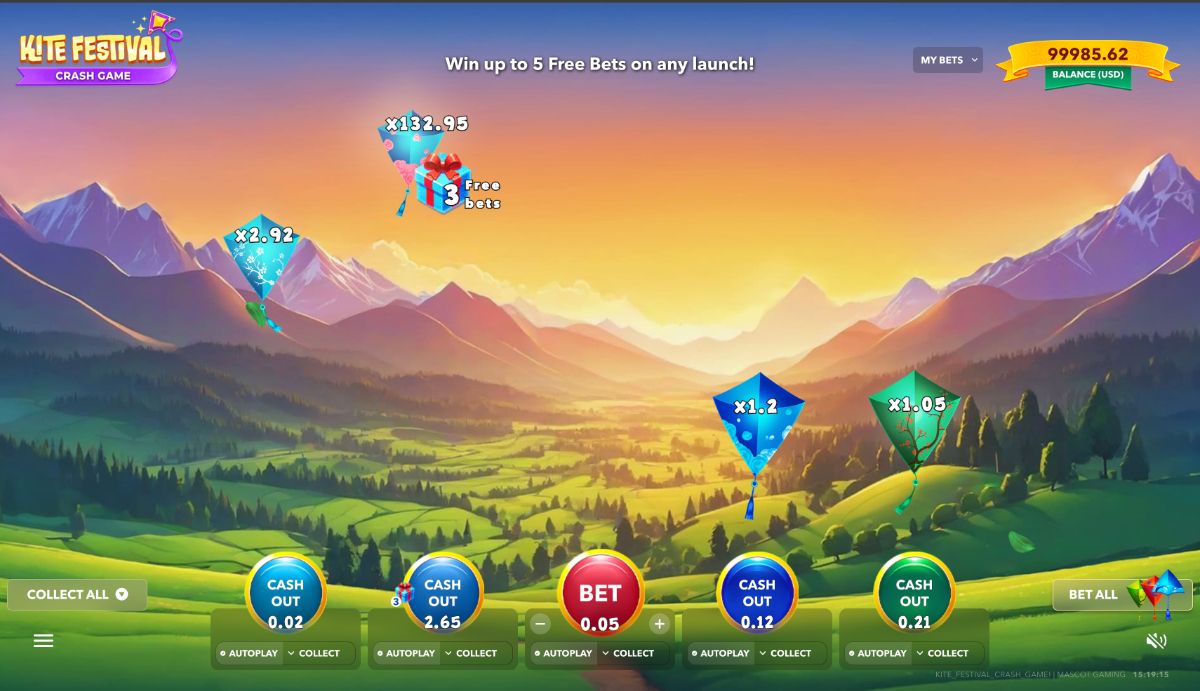 KITE FESTIVAL
CRASH GAME
Win up to 5 Free Bets on any launch!
MY BETS
99985.62
BALANCE (USD)
x132.95
3 Free bets
x2.92
x1.2
x1.05
COLLECT ALL
CASH OUT
0.02
AUTOPLAY COLLECT
3
CASH OUT
2.65
AUTOPLAY COLLECT
BET
− 0.05 +
AUTOPLAY COLLECT
CASH OUT
0.12
AUTOPLAY COLLECT
CASH OUT
0.21
AUTOPLAY COLLECT
BET ALL
KITE_FESTIVAL_CRASH_GAME! | MASCOT GAMING 15:19:15